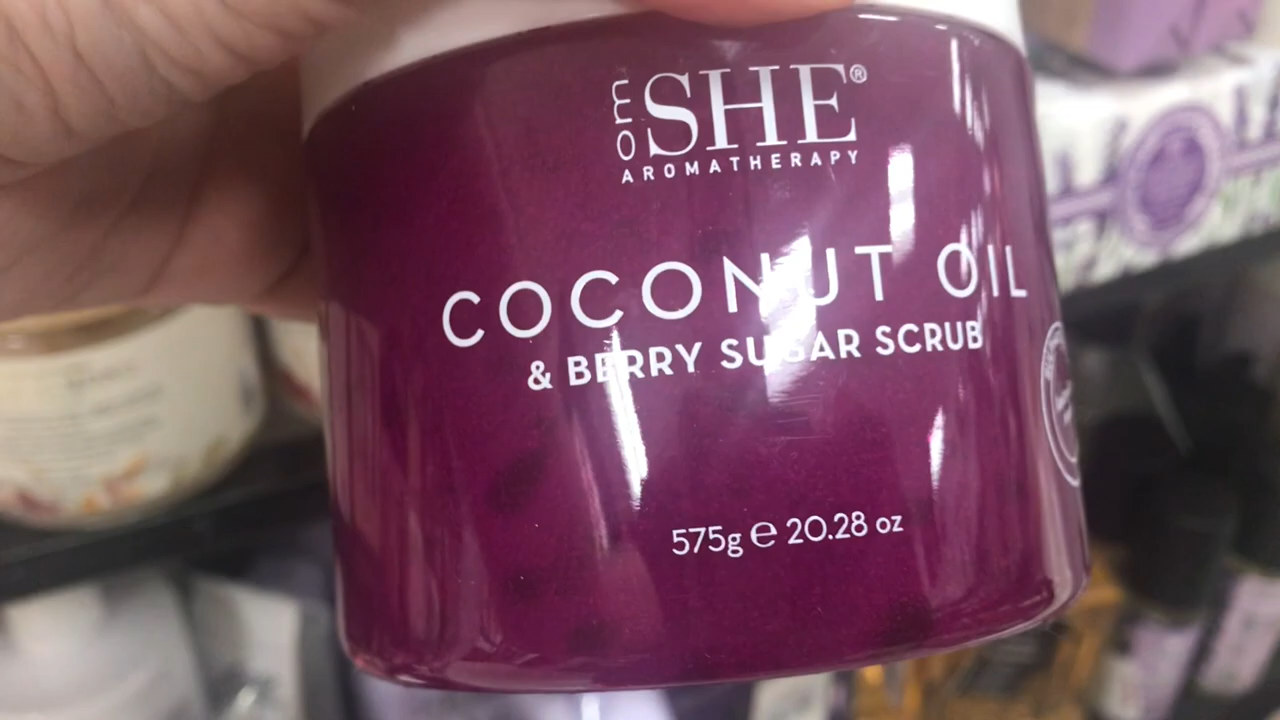 om SHE®
AROMATHERAPY
COCONUT OIL
& BERRY SUGAR SCRUB
575g ℮ 20.28 oz